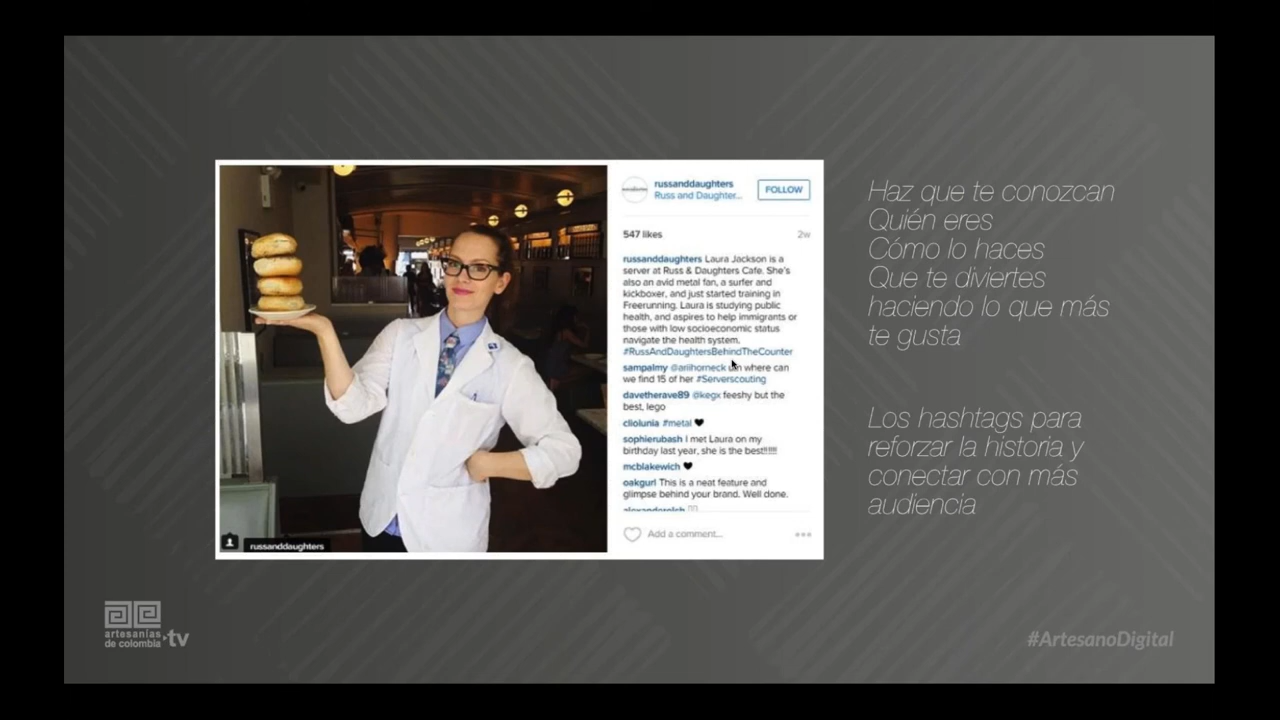 russanddaughters
Russ and Daughter...
FOLLOW
547 likes
2w
russanddaughters Laura Jackson is a
server at Russ & Daughters Cafe. She's
also an avid metal fan, a surfer and
kickboxer, and just started training in
Freerunning. Laura is studying public
health, and aspires to help immigrants or
those with low socioeconomic status
navigate the health system.
#RussAndDaughtersBehindTheCounter
sampalmy @ariihorneck um where can
we find 15 of her #Serverscouting
davetherave89 @kegx feeshy but the
best, lego
cliolunia #metal
sophierubash I met Laura on my
birthday last year, she is the best!!!!!!
mcblakewich
oakgurl This is a neat feature and
glimpse behind your brand. Well done.
Add a comment...
russanddaughters
Haz que te conozcan
Quién eres
Cómo lo haces
Que te diviertes
haciendo lo que más
te gusta
Los hashtags para
reforzar la historia y
conectar con más
audiencia
artesanías
de colombia
.tv
#ArtesanoDigital